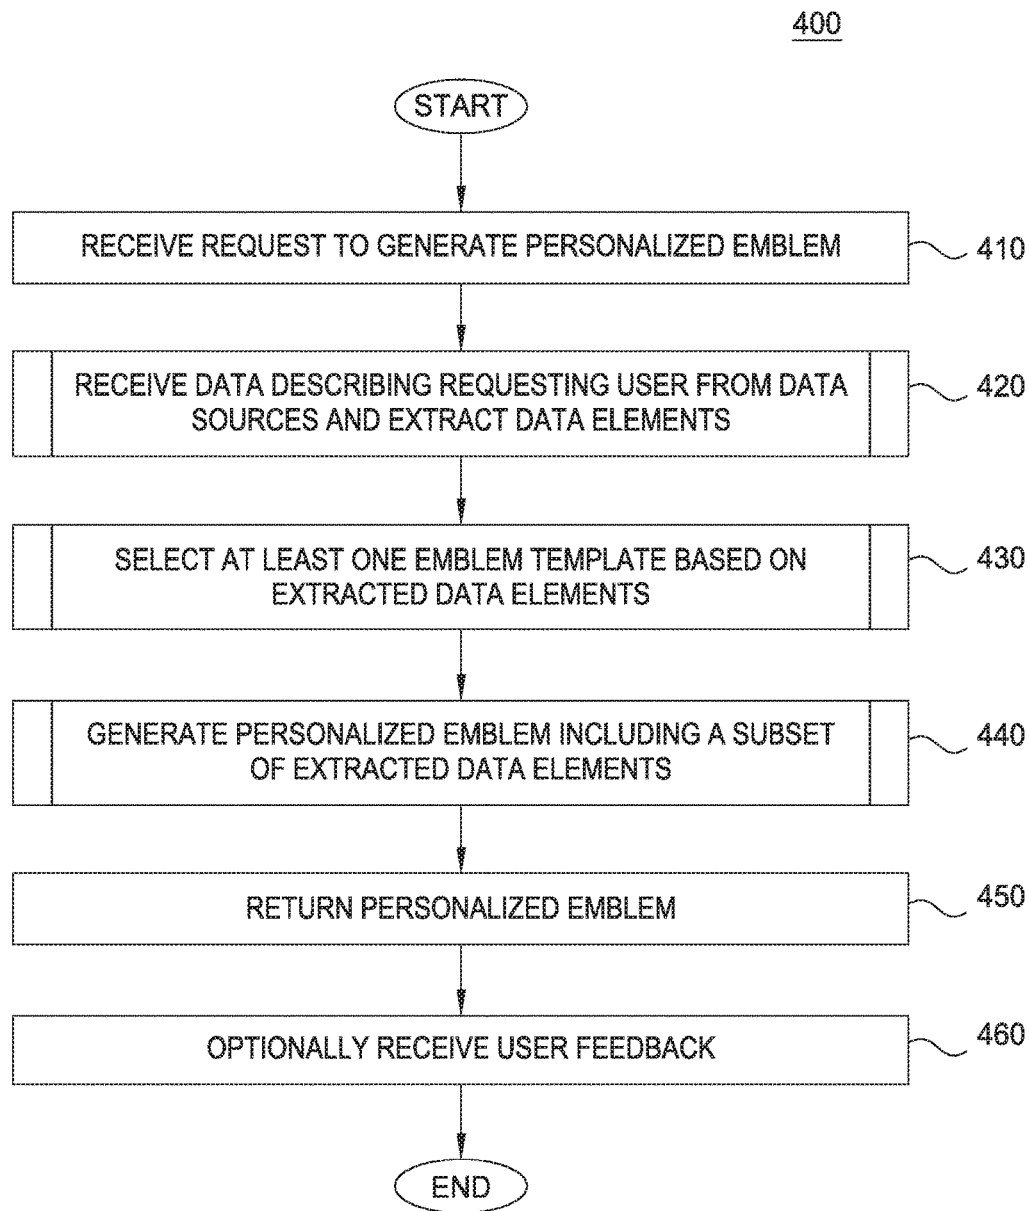 400
START
RECEIVE REQUEST TO GENERATE PERSONALIZED EMBLEM
410
RECEIVE DATA DESCRIBING REQUESTING USER FROM DATA
SOURCES AND EXTRACT DATA ELEMENTS
420
SELECT AT LEAST ONE EMBLEM TEMPLATE BASED ON
EXTRACTED DATA ELEMENTS
430
GENERATE PERSONALIZED EMBLEM INCLUDING A SUBSET
OF EXTRACTED DATA ELEMENTS
440
RETURN PERSONALIZED EMBLEM
450
OPTIONALLY RECEIVE USER FEEDBACK
460
END